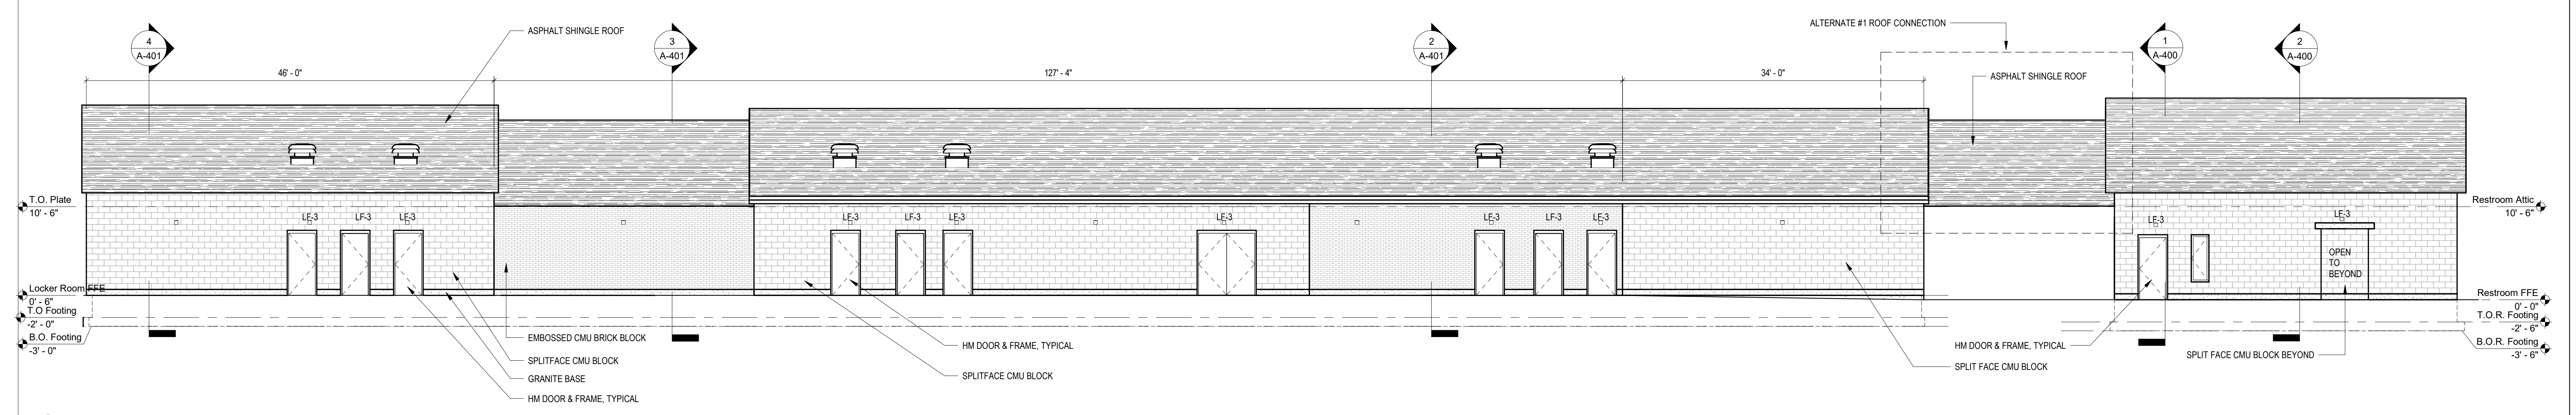 ALTERNATE #1 ROOF CONNECTION
ASPHALT SHINGLE ROOF
4
A-401
3
A-401
2
A-401
1
A-400
2
A-400
46' - 0"
127' - 4"
34' - 0"
ASPHALT SHINGLE ROOF
T.O. Plate
10' - 6"
Restroom Attic
10' - 6"
LF-3
LF-3
LF-3
LF-3
LF-3
LF-3
LF-3
LF-3
LF-3
LF-3
LF-3
LF-3
OPEN
TO
BEYOND
Locker Room FFE
0' - 6"
T.O Footing
-2' - 0"
B.O. Footing
-3' - 0"
Restroom FFE
0' - 0"
T.O.R. Footing
-2' - 6"
B.O.R. Footing
-3' - 6"
EMBOSSED CMU BRICK BLOCK
SPLITFACE CMU BLOCK
GRANITE BASE
HM DOOR & FRAME, TYPICAL
HM DOOR & FRAME, TYPICAL
SPLITFACE CMU BLOCK
HM DOOR & FRAME, TYPICAL
SPLIT FACE CMU BLOCK
SPLIT FACE CMU BLOCK BEYOND